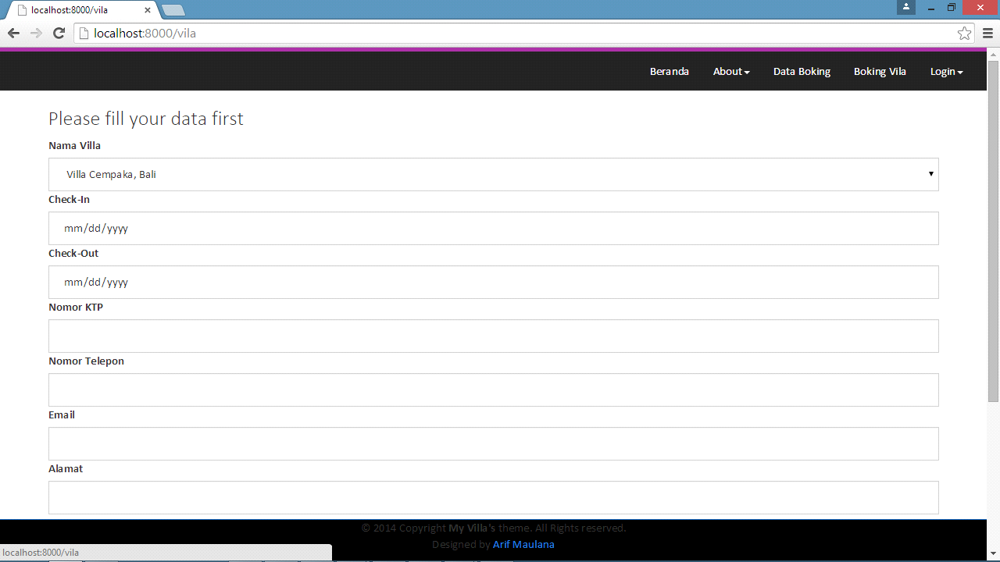 localhost:8000/vila
localhost:8000/vila
Beranda About Data Boking Boking Vila Login
Please fill your data first
Nama Villa
Villa Cempaka, Bali
Check-In
mm/dd/yyyy
Check-Out
mm/dd/yyyy
Nomor KTP
Nomor Telepon
Email
Alamat
© 2014 Copyright My Villa's theme. All Rights reserved.
Designed by Arif Maulana
localhost:8000/vila